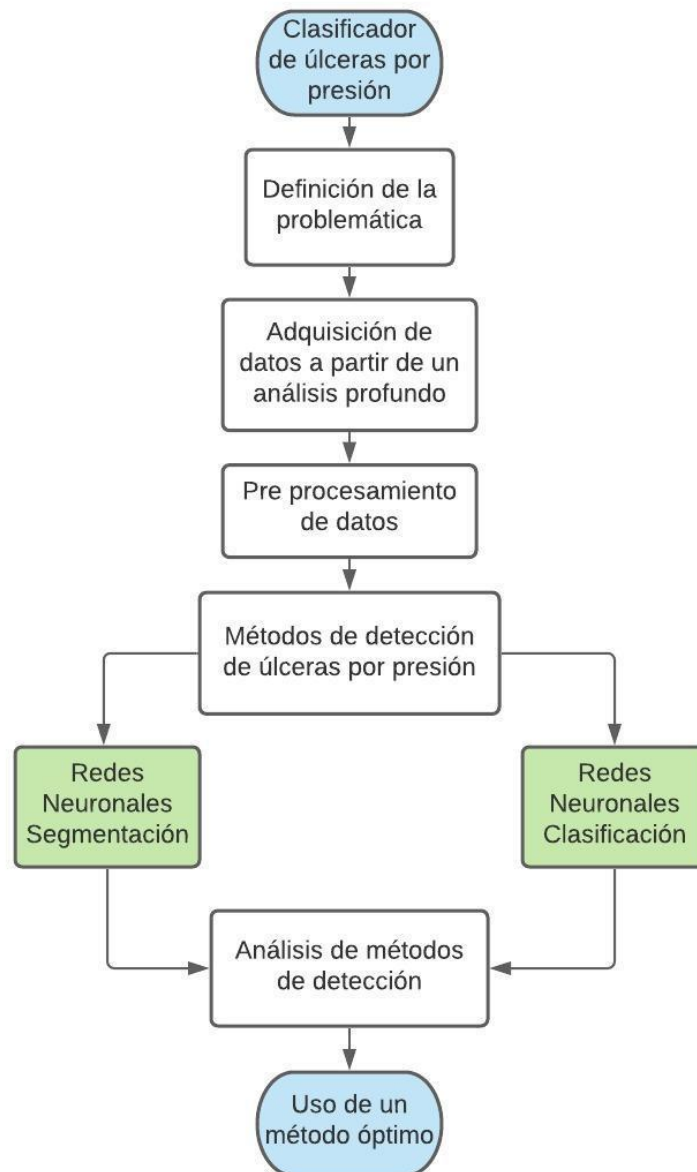 Clasificador
de úlceras por
presión
Definición de la
problemática
Adquisición de
datos a partir de un
análisis profundo
Pre procesamiento
de datos
Métodos de detección
de úlceras por presión
Redes
Neuronales
Segmentación
Redes
Neuronales
Clasificación
Análisis de métodos
de detección
Uso de un
método óptimo